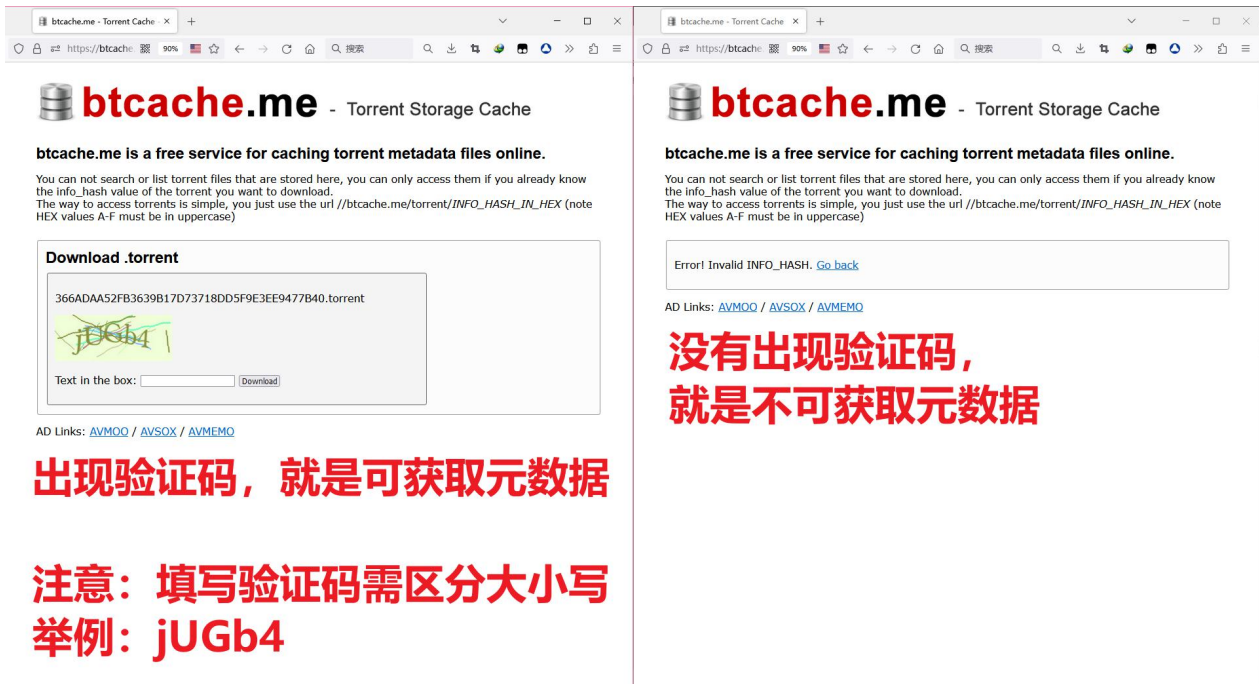 btcache.me - Torrent Cache
https://btcache
90%
搜索
btcache.me - Torrent Storage Cache
btcache.me is a free service for caching torrent metadata files online.
You can not search or list torrent files that are stored here, you can only access them if you already know
the info_hash value of the torrent you want to download.
The way to access torrents is simple, you just use the url //btcache.me/torrent/INFO_HASH_IN_HEX (note
HEX values A-F must be in uppercase)
Download .torrent
366ADAA52FB3639B17D73718DD5F9E3EE9477B40.torrent
jUGb4
Text in the box:
Download
AD Links: AVMOO / AVSOX / AVMEMO
出现验证码，就是可获取元数据
注意：填写验证码需区分大小写
举例：jUGb4
btcache.me - Torrent Cache
https://btcache
90%
搜索
btcache.me - Torrent Storage Cache
btcache.me is a free service for caching torrent metadata files online.
You can not search or list torrent files that are stored here, you can only access them if you already know
the info_hash value of the torrent you want to download.
The way to access torrents is simple, you just use the url //btcache.me/torrent/INFO_HASH_IN_HEX (note
HEX values A-F must be in uppercase)
Error! Invalid INFO_HASH. Go back
AD Links: AVMOO / AVSOX / AVMEMO
没有出现验证码，
就是不可获取元数据